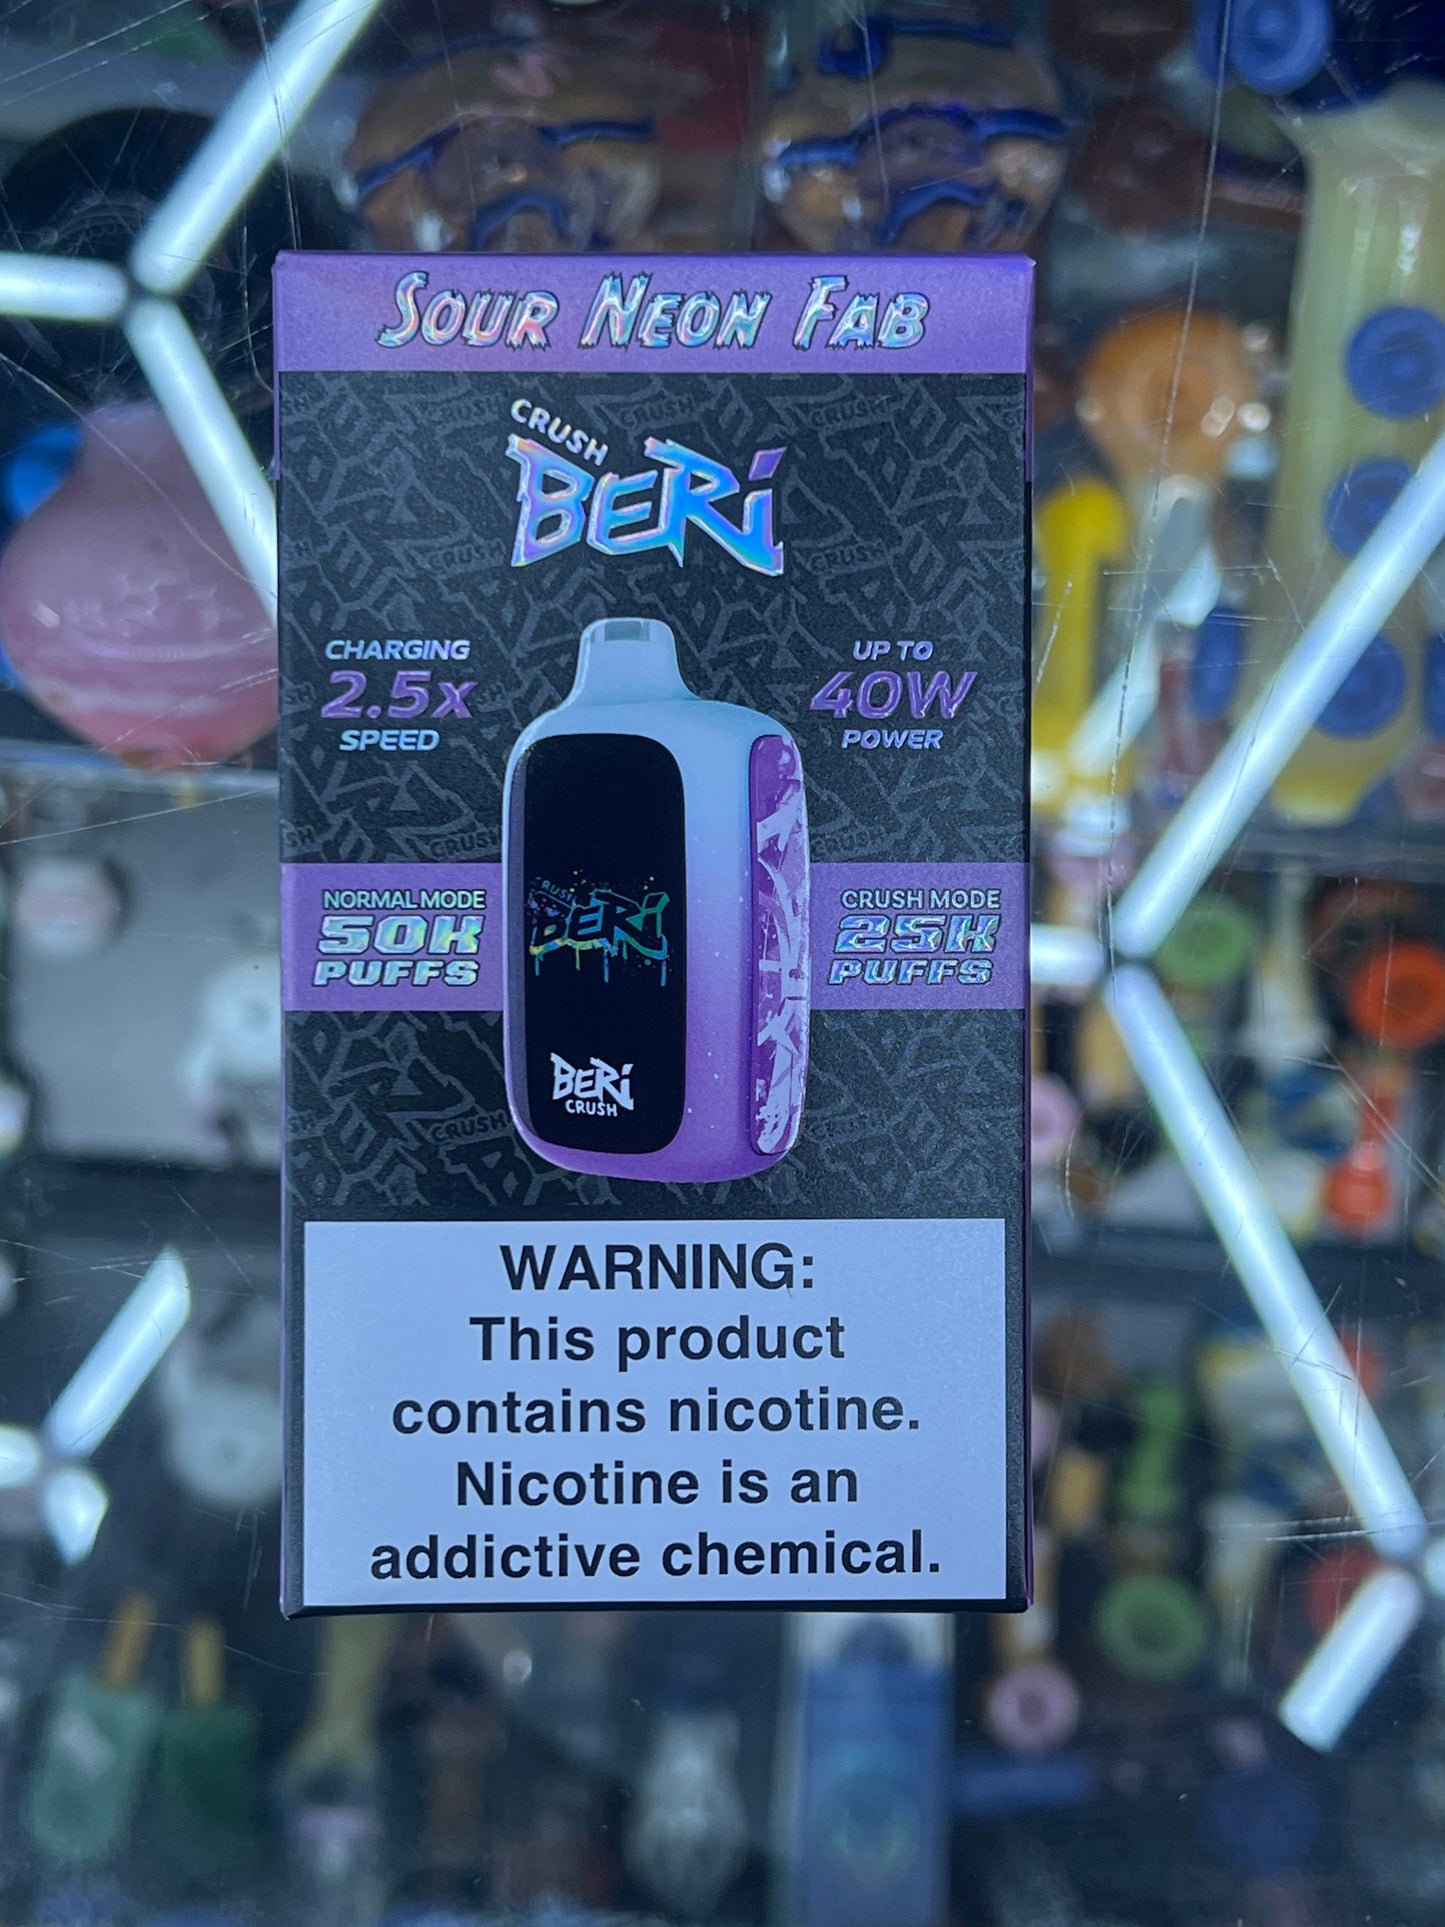 SOUR NEON FAB
CRUSH
BERi
CHARGING
2.5x
SPEED
UP TO
40W
POWER
NORMAL MODE
50K
PUFFS
CRUSH MODE
25K
PUFFS
BERi
BERi
CRUSH
WARNING:
This product
contains nicotine.
Nicotine is an
addictive chemical.